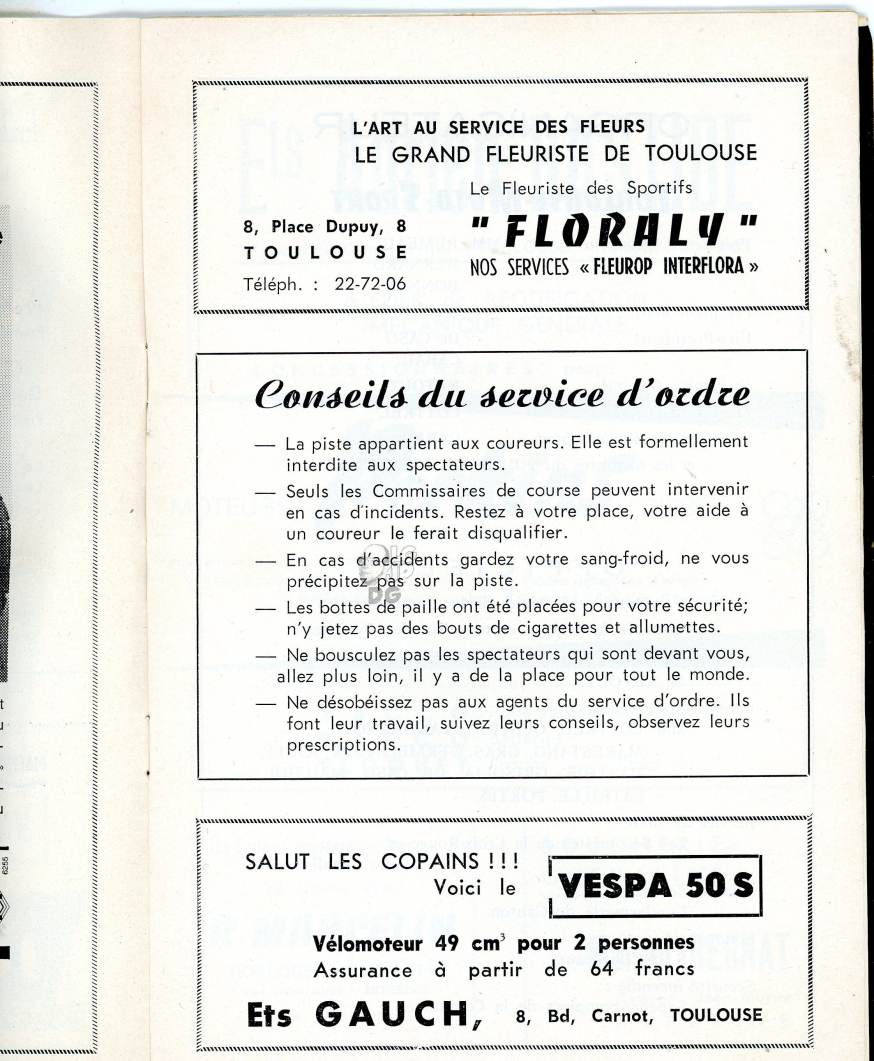 L'ART AU SERVICE DES FLEURS
LE GRAND FLEURISTE DE TOULOUSE
Le Fleuriste des Sportifs
8, Place Dupuy, 8
TOULOUSE
Téléph. : 22-72-06
" FLORALY "
NOS SERVICES « FLEUROP INTERFLORA »
Conseils du service d'ordre
— La piste appartient aux coureurs. Elle est formellement
interdite aux spectateurs.
— Seuls les Commissaires de course peuvent intervenir
en cas d'incidents. Restez à votre place, votre aide à
un coureur le ferait disqualifier.
— En cas d'accidents gardez votre sang-froid, ne vous
précipitez pas sur la piste.
— Les bottes de paille ont été placées pour votre sécurité;
n'y jetez pas des bouts de cigarettes et allumettes.
— Ne bousculez pas les spectateurs qui sont devant vous,
allez plus loin, il y a de la place pour tout le monde.
— Ne désobéissez pas aux agents du service d'ordre. Ils
font leur travail, suivez leurs conseils, observez leurs
prescriptions.
SALUT LES COPAINS !!!
Voici le
VESPA 50 S
Vélomoteur 49 cm³ pour 2 personnes
Assurance à partir de 64 francs
Ets GAUCH, 8, Bd, Carnot, TOULOUSE
6255